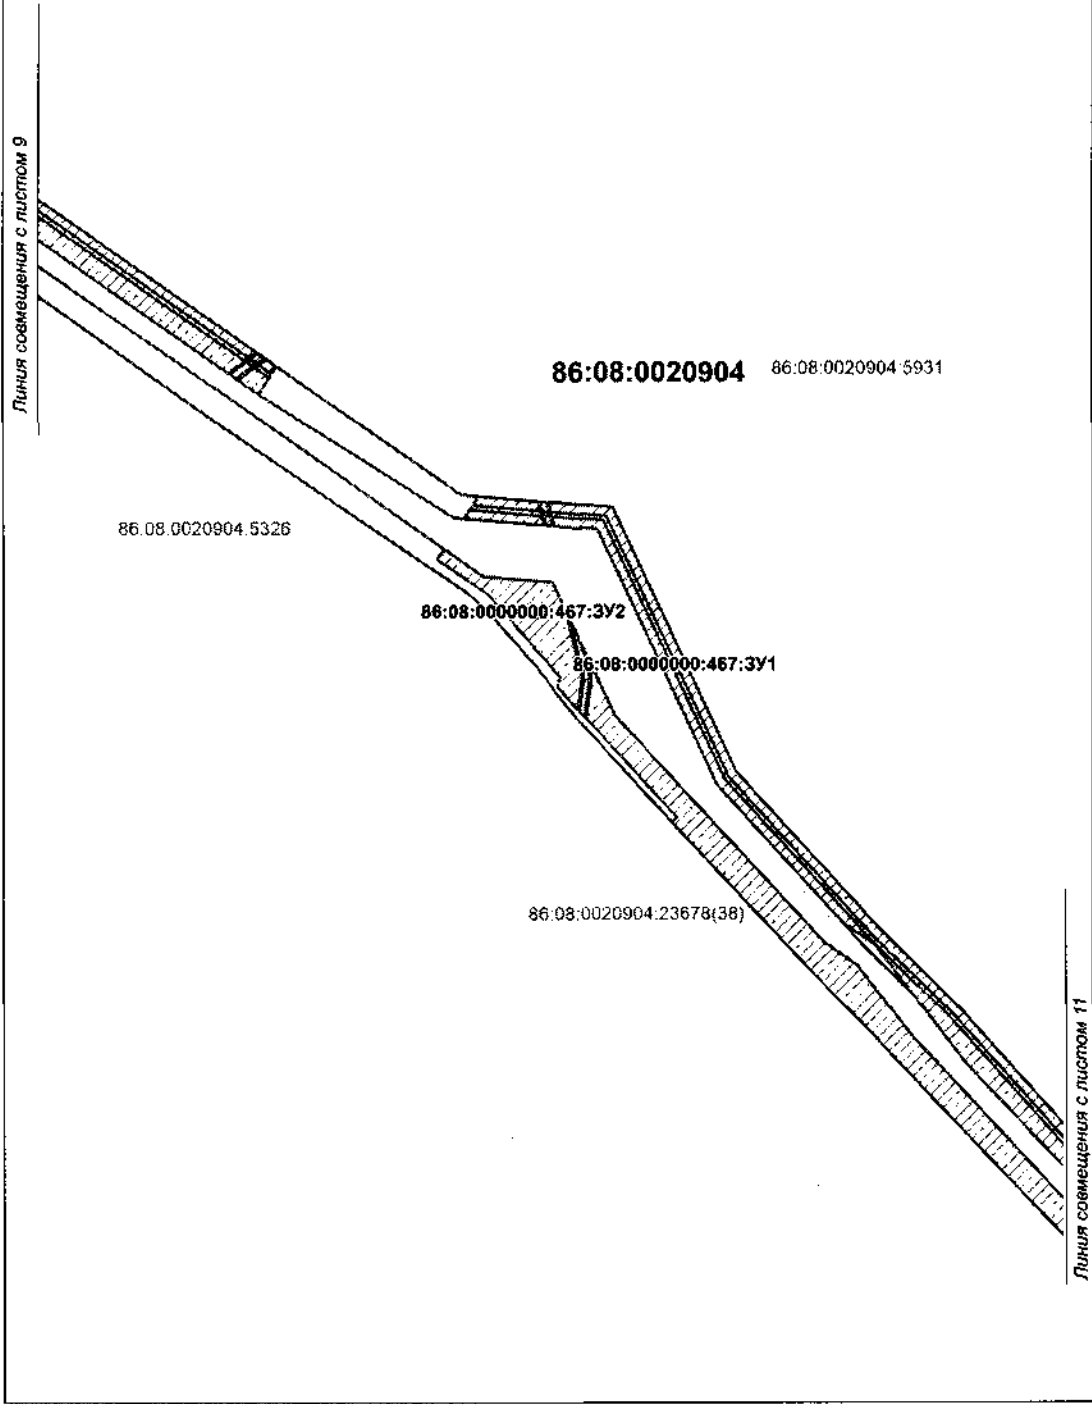 Линия совмещения с листом 9
86:08:0020904
86:08:0020904:5931
86:08:0020904:5326
86:08:0000000:467:ЗУ2
86:08:0000000:467:ЗУ1
86:08:0020904:23678(38)
Линия совмещения с листом 11